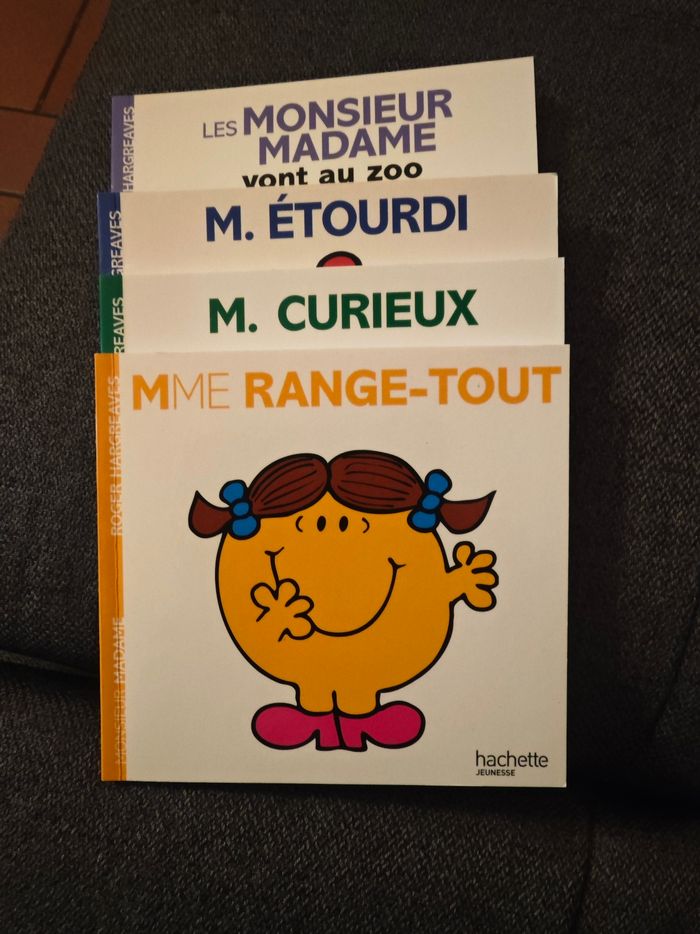 HARGREAVES
LES MONSIEUR
MADAME
vont au zoo
GREAVES
M. ÉTOURDI
REAVES
M. CURIEUX
MME RANGE-TOUT
MONSIEUR MADAME ROGER HARGREAVES
hachette
JEUNESSE